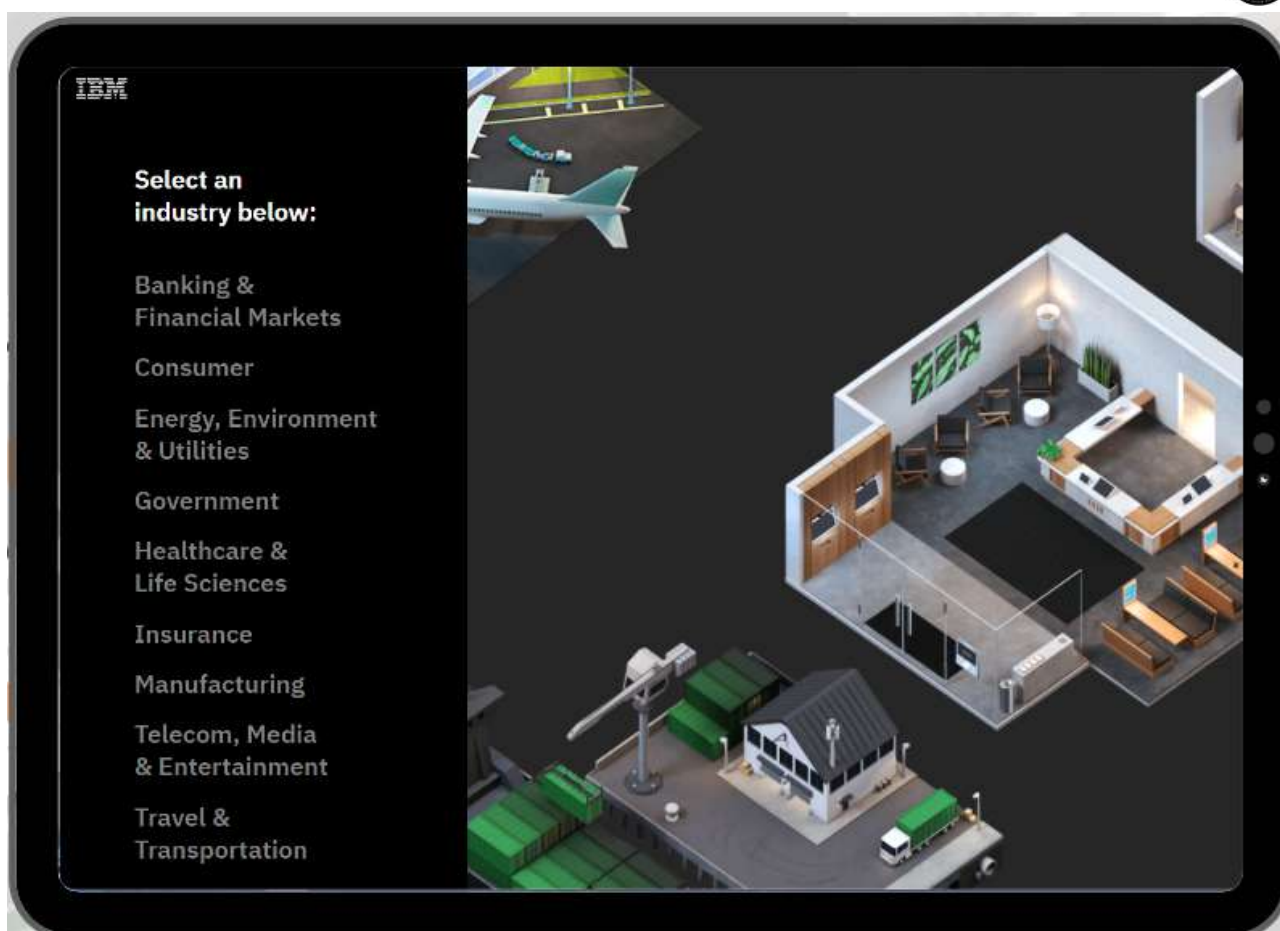 IBM
Select an
industry below:
Banking &
Financial Markets
Consumer
Energy, Environment
& Utilities
Government
Healthcare &
Life Sciences
Insurance
Manufacturing
Telecom, Media
& Entertainment
Travel &
Transportation